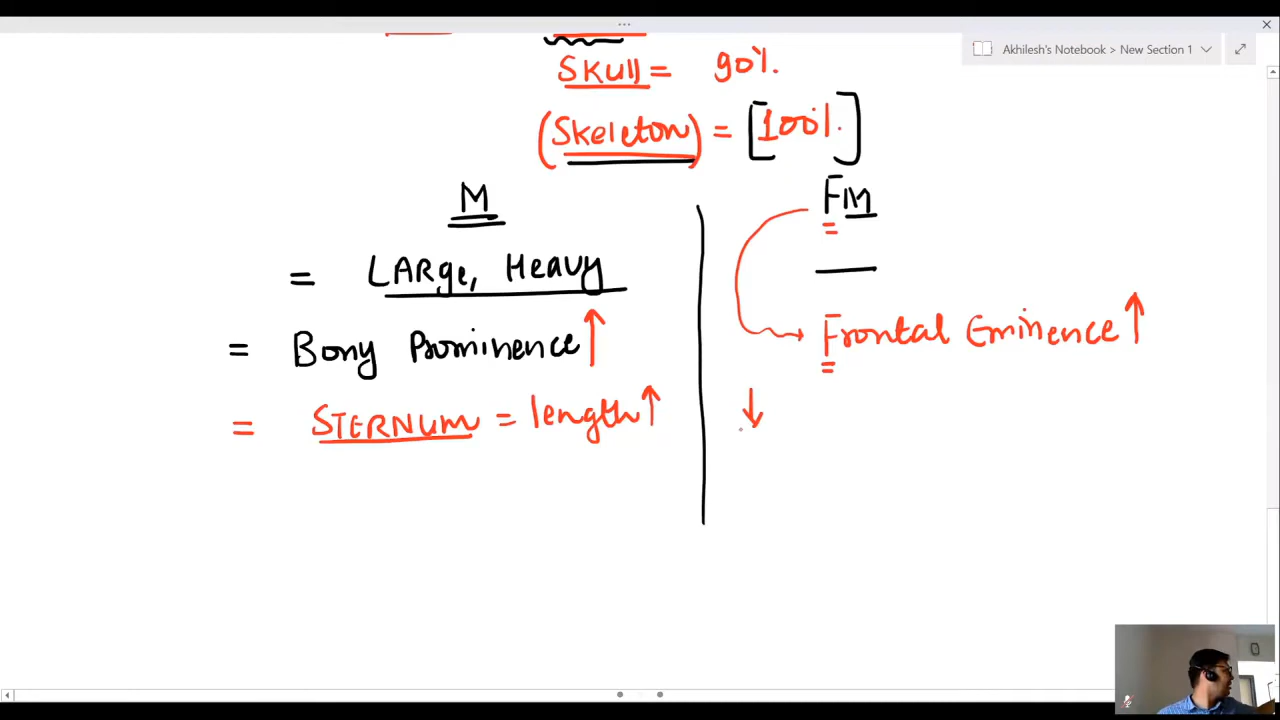 Akhilesh's Notebook > New Section 1
Skull = 90%.
(Skeleton) = [100%.]
M
FM
= LARge, Heavy
= Bony Prominence ↑
Frontal Eminence ↑
= STERNUM = length ↑
↓